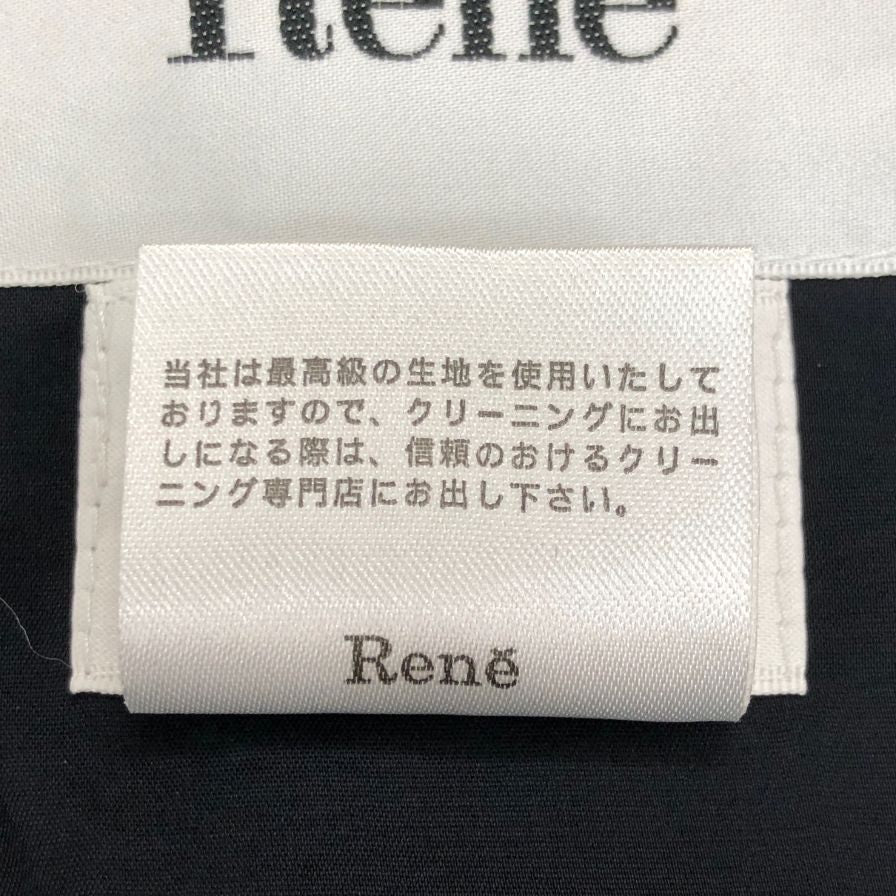 René
当社は最高級の生地を使用いたして
おりますので、クリーニングにお出
しになる際は、信頼のおけるクリー
ニング専門店にお出し下さい。
Reně